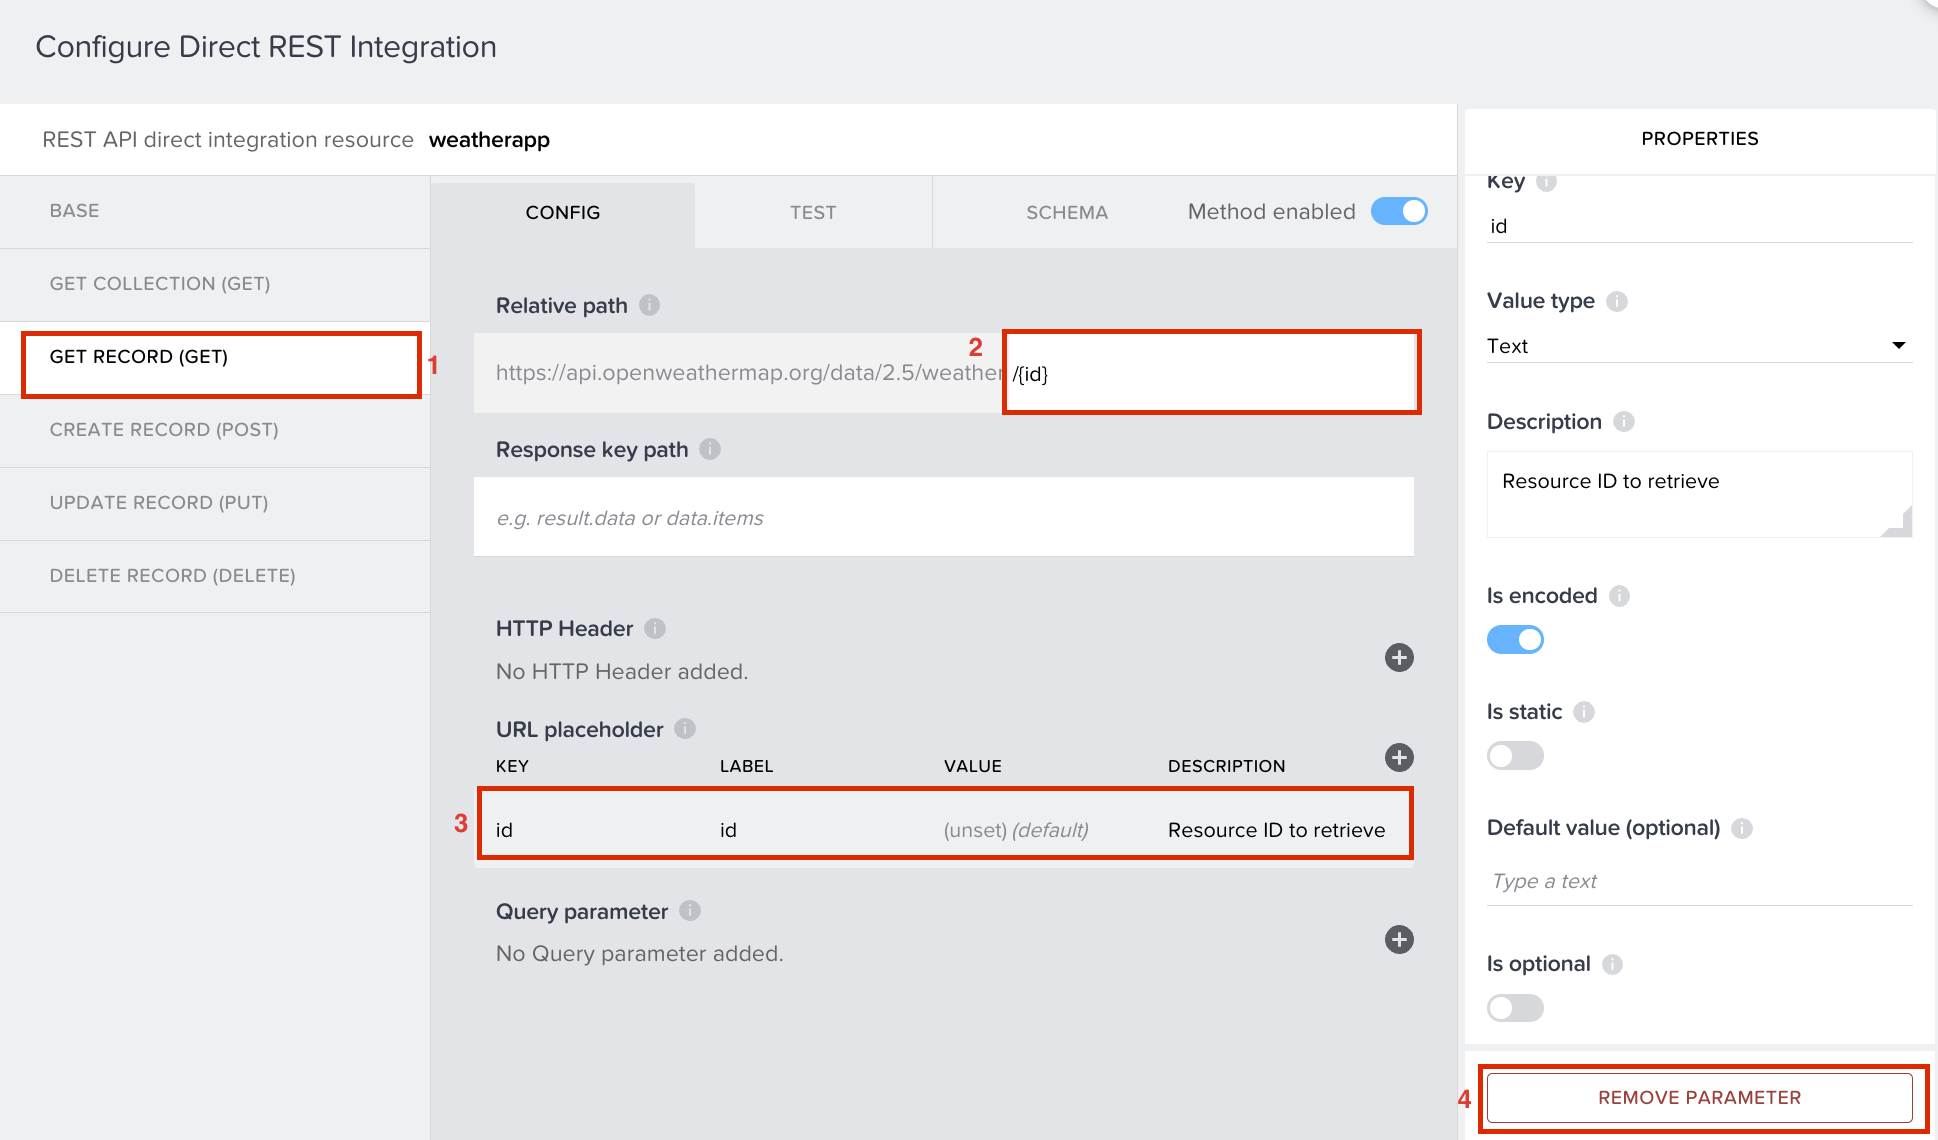 Configure Direct REST Integration
REST API direct integration resource weatherapp
BASE
GET COLLECTION (GET)
GET RECORD (GET)
1
CREATE RECORD (POST)
UPDATE RECORD (PUT)
DELETE RECORD (DELETE)
CONFIG
TEST
SCHEMA
Method enabled
Relative path
2
https://api.openweathermap.org/data/2.5/weather
/{id}
Response key path
e.g. result.data or data.items
HTTP Header
No HTTP Header added.
URL placeholder
KEY LABEL VALUE DESCRIPTION
3
id id (unset) (default) Resource ID to retrieve
Query parameter
No Query parameter added.
PROPERTIES
Key
id
Value type
Text
Description
Resource ID to retrieve
Is encoded
Is static
Default value (optional)
Type a text
Is optional
4
REMOVE PARAMETER